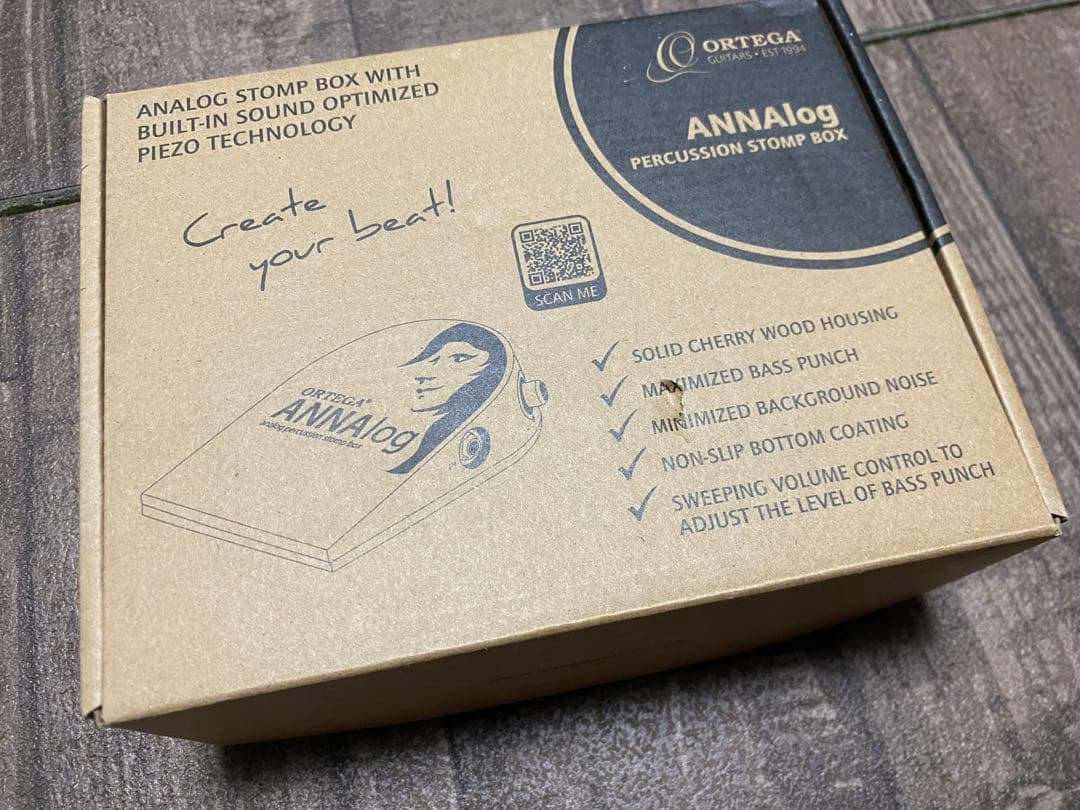 ANALOG STOMP BOX WITH
BUILT-IN SOUND OPTIMIZED
PIEZO TECHNOLOGY
ORTEGA
GUITARS • EST 1994
ANNAlog
PERCUSSION STOMP BOX
Create
your beat!
SCAN ME
ORTEGA®
ANNAlog
analog percussion stomp box
✓ SOLID CHERRY WOOD HOUSING
✓ MAXIMIZED BASS PUNCH
✓ MINIMIZED BACKGROUND NOISE
✓ NON-SLIP BOTTOM COATING
✓ SWEEPING VOLUME CONTROL TO
ADJUST THE LEVEL OF BASS PUNCH